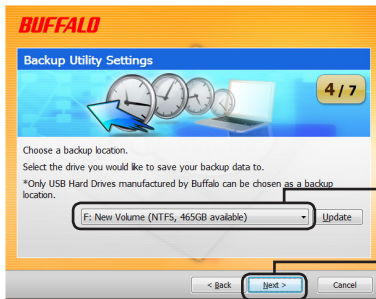 BUFFALO
Backup Utility Settings
4/7
Choose a backup location.
Select the drive you would like to save your backup data to.
*Only USB Hard Drives manufactured by Buffalo can be chosen as a backup
location.
F: New Volume (NTFS, 465GB available)
Update
< Back
Next >
Cancel